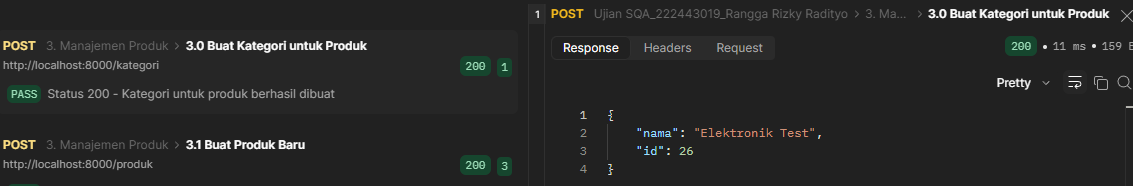 POST 3. Manajemen Produk > 3.0 Buat Kategori untuk Produk
http://localhost:8000/kategori 200 1
PASS Status 200 - Kategori untuk produk berhasil dibuat
POST 3. Manajemen Produk > 3.1 Buat Produk Baru
http://localhost:8000/produk 200 3
1 POST Ujian SQA_222443019_Rangga Rizky Radityo > 3. Ma... > 3.0 Buat Kategori untuk Produk
Response Headers Request 200 • 11 ms • 159
Pretty
1 {
2 "nama": "Elektronik Test",
3 "id": 26
4 }